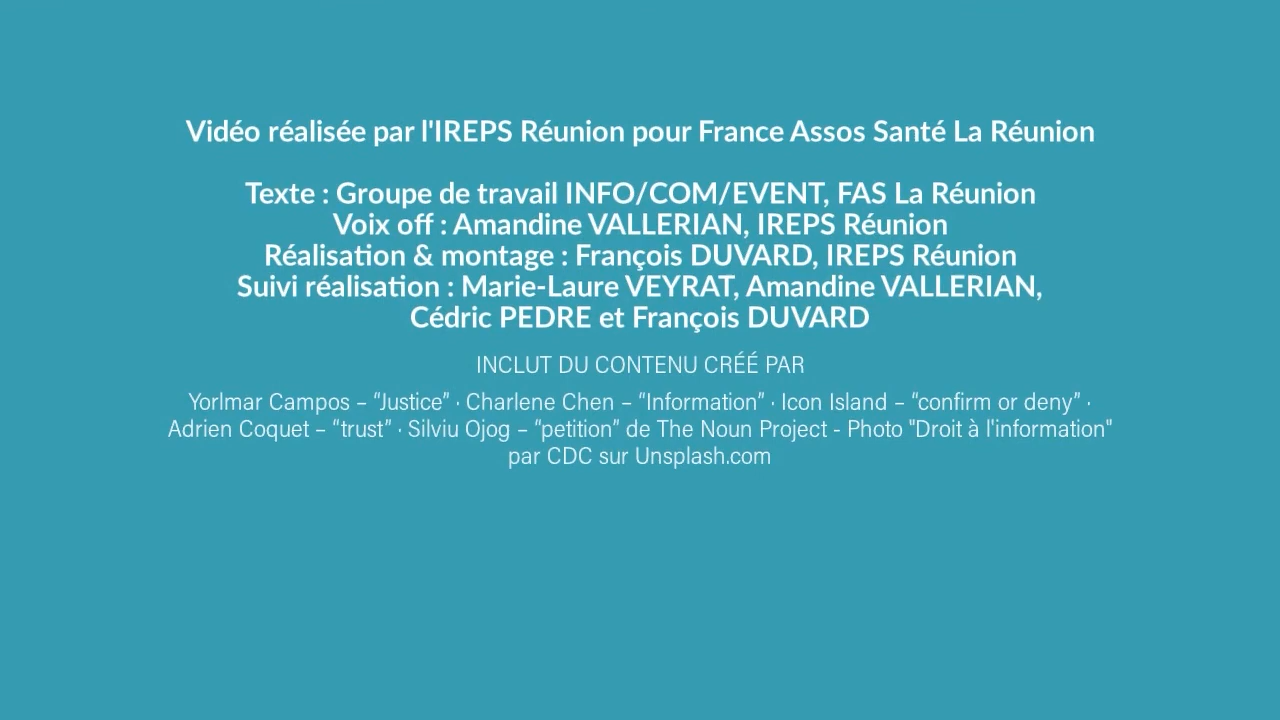 Vidéo réalisée par l'IREPS Réunion pour France Assos Santé La Réunion
Texte : Groupe de travail INFO/COM/EVENT, FAS La Réunion
Voix off : Amandine VALLERIAN, IREPS Réunion
Réalisation & montage : François DUVARD, IREPS Réunion
Suivi réalisation : Marie-Laure VEYRAT, Amandine VALLERIAN,
Cédric PEDRE et François DUVARD
INCLUT DU CONTENU CRÉÉ PAR
Yorlmar Campos – “Justice” · Charlene Chen – “Information” · Icon Island – “confirm or deny” ·
Adrien Coquet – “trust” · Silviu Ojog – “petition” de The Noun Project - Photo "Droit à l'information"
par CDC sur Unsplash.com